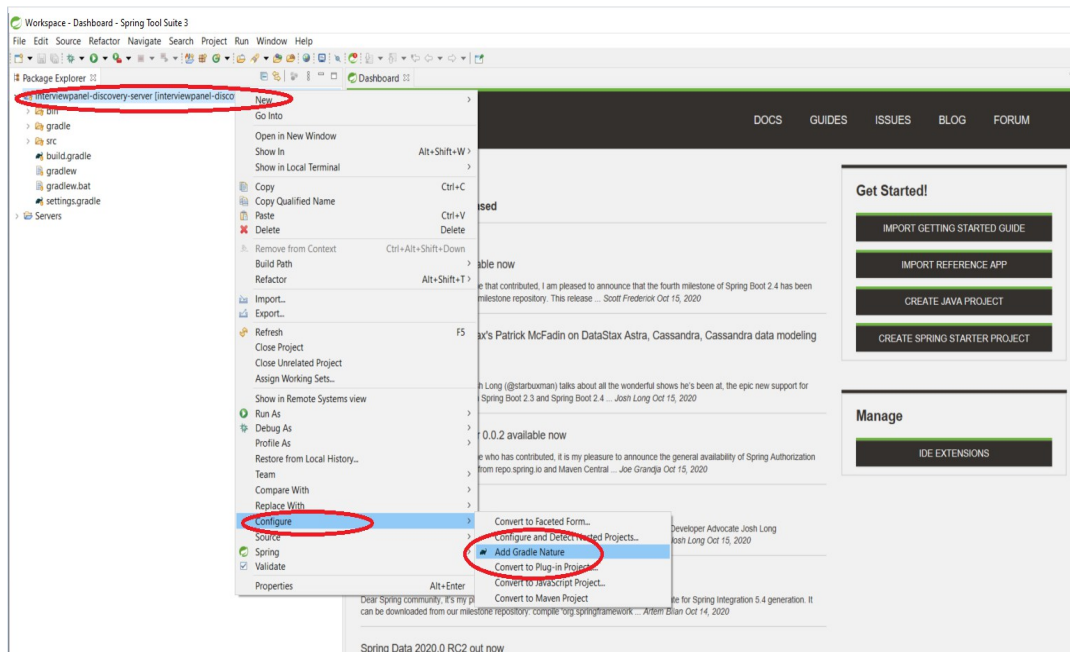 Workspace - Dashboard - Spring Tool Suite 3
File Edit Source Refactor Navigate Search Project Run Window Help
Package Explorer
Dashboard
interviewpanel-discovery-server [interviewpanel-disco
bin
gradle
src
build.gradle
gradlew
gradlew.bat
settings.gradle
Servers
New
Go Into
Open in New Window
Show In Alt+Shift+W
Show in Local Terminal
Copy Ctrl+C
Copy Qualified Name
Paste Ctrl+V
Delete Delete
Remove from Context Ctrl+Alt+Shift+Down
Build Path
Refactor Alt+Shift+T
Import...
Export...
Refresh F5
Close Project
Close Unrelated Project
Assign Working Sets...
Show in Remote Systems view
Run As
Debug As
Profile As
Restore from Local History...
Team
Compare With
Replace With
Configure
Source
Spring
Validate
Properties Alt+Enter
Convert to Faceted Form...
Configure and Detect Nested Projects...
Add Gradle Nature
Convert to Plug-in Projects...
Convert to JavaScript Project...
Convert to Maven Project
DOCS GUIDES ISSUES BLOG FORUM
able now
e that contributed, I am pleased to announce that the fourth milestone of Spring Boot 2.4 has been
milestone repository. This release ... Scott Frederick Oct 15, 2020
ax's Patrick McFadin on DataStax Astra, Cassandra, Cassandra data modeling
h Long (@starbuxman) talks about all the wonderful shows he's been at, the epic new support for
Spring Boot 2.3 and Spring Boot 2.4 ... Josh Long Oct 15, 2020
0.0.2 available now
e who has contributed, it is my pleasure to announce the general availability of Spring Authorization
from repo.spring.io and Maven Central ... Joe Grandja Oct 15, 2020
Developer Advocate Josh Long
Josh Long Oct 15, 2020
Dear Spring community, it's my p
te for Spring Integration 5.4 generation. It
can be downloaded from our milestone repository: compile 'org.springframework ... Artem Bilan Oct 14, 2020
Spring Data 2020.0 RC2 out now
Get Started!
IMPORT GETTING STARTED GUIDE
IMPORT REFERENCE APP
CREATE JAVA PROJECT
CREATE SPRING STARTER PROJECT
Manage
IDE EXTENSIONS